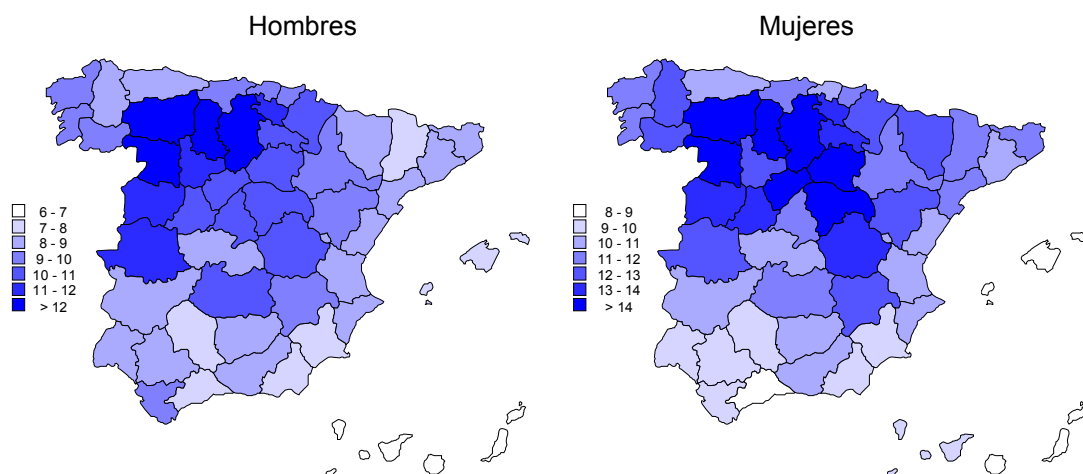 Hombres
6 - 7
7 - 8
8 - 9
9 - 10
10 - 11
11 - 12
> 12
Mujeres
8 - 9
9 - 10
10 - 11
11 - 12
12 - 13
13 - 14
> 14